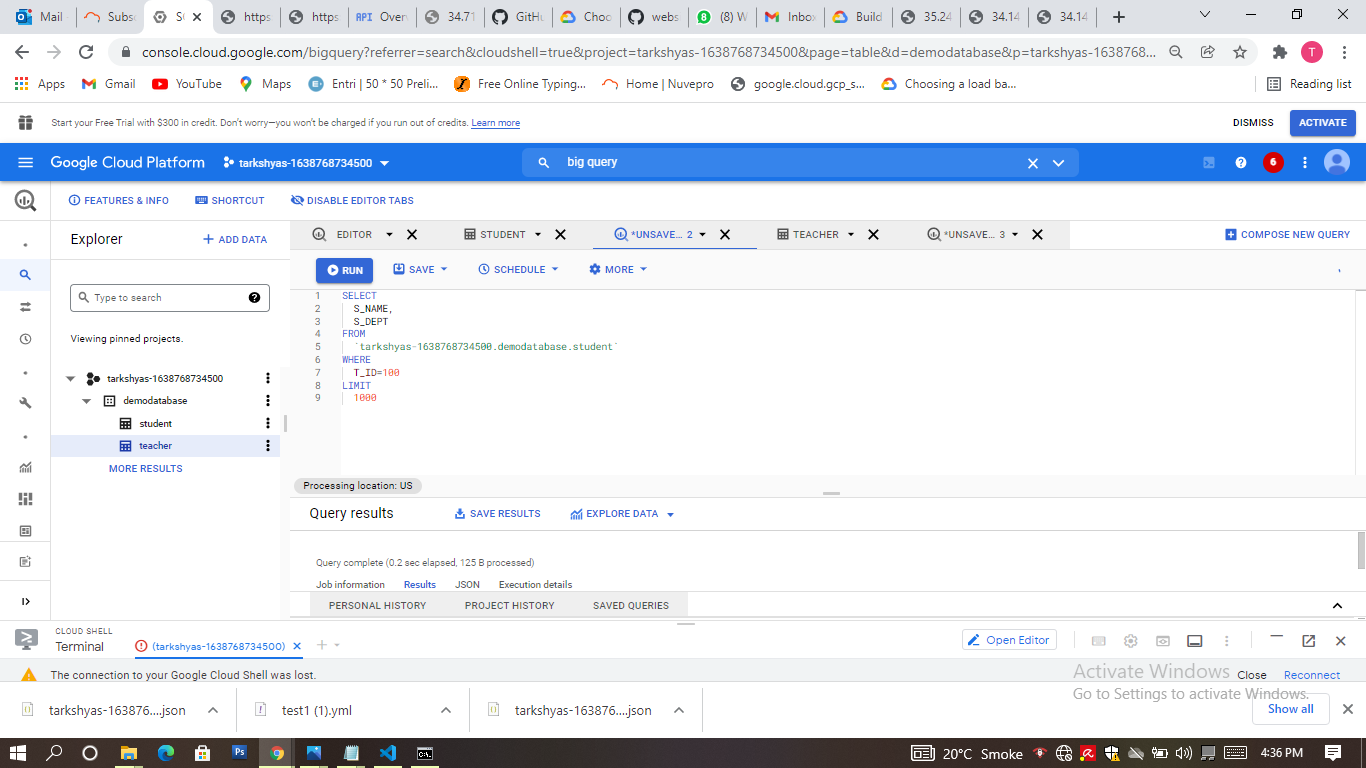 Mail
Subs
SC
https
https
API Over
34.71
GitHu
Choo
webs
(8) W
Inbox
Build
35.24
34.14
34.14
console.cloud.google.com/bigquery?referrer=search&cloudshell=true&project=tarkshyas-1638768734500&page=table&d=demodatabase&p=tarkshyas-1638768...
T
Apps
Gmail
YouTube
Maps
Entri | 50 * 50 Preli...
Free Online Typing...
Home | Nuvepro
google.cloud.gcp_s...
Choosing a load ba...
Reading list
Start your Free Trial with $300 in credit. Don't worry—you won't be charged if you run out of credits. Learn more
DISMISS
ACTIVATE
Google Cloud Platform
tarkshyas-1638768734500
big query
6
FEATURES & INFO
SHORTCUT
DISABLE EDITOR TABS
Explorer
+ ADD DATA
EDITOR
STUDENT
*UNSAVE... 2
TEACHER
*UNSAVE... 3
COMPOSE NEW QUERY
RUN
SAVE
SCHEDULE
MORE
Type to search
Viewing pinned projects.
tarkshyas-1638768734500
demodatabase
student
teacher
MORE RESULTS
1 SELECT
2 S_NAME,
3 S_DEPT
4 FROM
5 `tarkshyas-1638768734500.demodatabase.student`
6 WHERE
7 T_ID=100
8 LIMIT
9 1000
Processing location: US
Query results
SAVE RESULTS
EXPLORE DATA
Query complete (0.2 sec elapsed, 125 B processed)
Job information
Results
JSON
Execution details
PERSONAL HISTORY
PROJECT HISTORY
SAVED QUERIES
CLOUD SHELL
Terminal
(tarkshyas-1638768734500)
Open Editor
The connection to your Google Cloud Shell was lost.
Close
Reconnect
Activate Windows
Go to Settings to activate Windows.
tarkshyas-163876....json
test1 (1).yml
tarkshyas-163876....json
Show all
Ps
20°C Smoke
4:36 PM